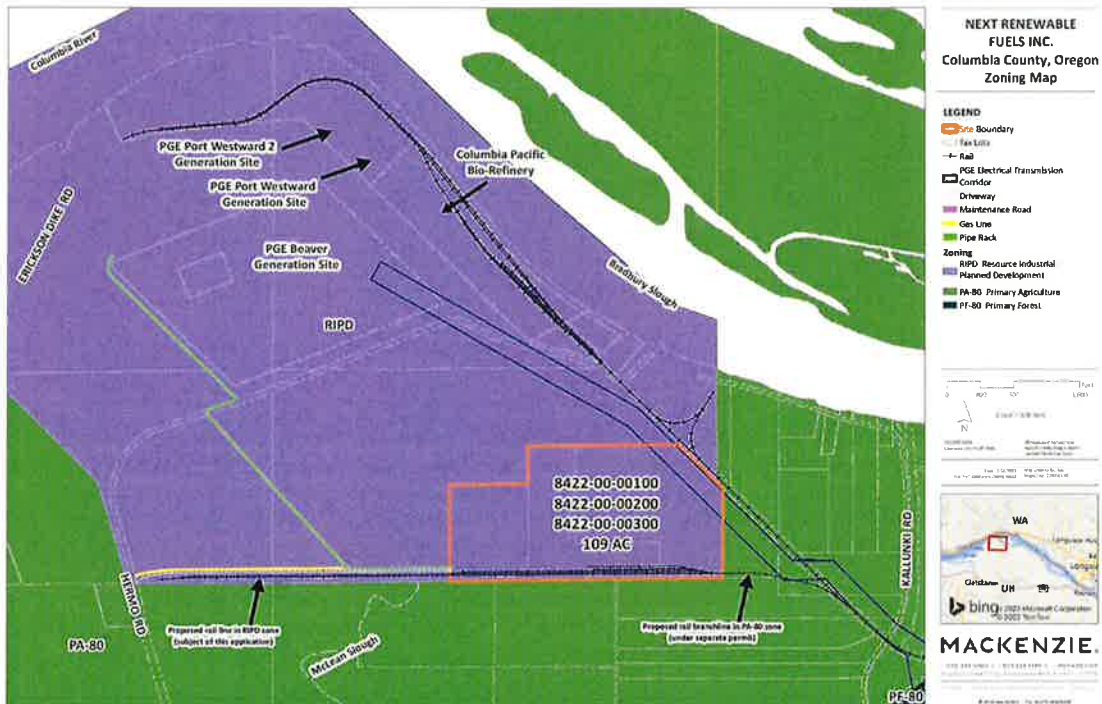 NEXT RENEWABLE
FUELS INC.
Columbia County, Oregon
Zoning Map
LEGEND
Site Boundary
Tax Lots
Rail
PGE Electrical Transmission
Corridor
Driveway
Maintenance Road
Gas Line
Pipe Rack
Zoning
RIPD Resource Industrial
Planned Development
PA-80 Primary Agriculture
PF-80 Primary Forest
Columbia River
PGE Port Westward 2
Generation Site
PGE Port Westward
Generation Site
Columbia Pacific
Bio-Refinery
ERICKSON DIKE RD
PGE Beaver
Generation Site
Bradbury Slough
RIPD
8422-00-00100
8422-00-00200
8422-00-00300
109 AC
KALLUNKI RD
HERMO RD
Proposed rail line in RIPD zone
(subject of this application)
Proposed rail branchline in PA-80 zone
(under separate permit)
PA-80
McLean Slough
PF-80
N
WA
Clatskanie
bing
MACKENZIE.